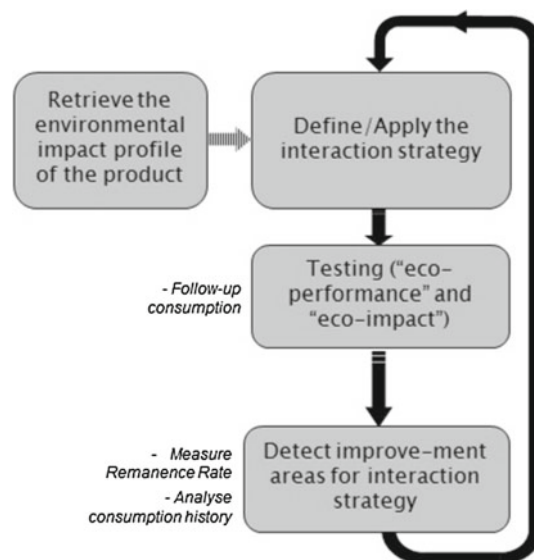 Retrieve the
environmental
impact profile
of the product
Define/Apply the
interaction strategy
- Follow-up
consumption
Testing (“eco-
performance” and
“eco-impact”)
- Measure
Remanence Rate
- Analyse
consumption history
Detect improve-ment
areas for interaction
strategy